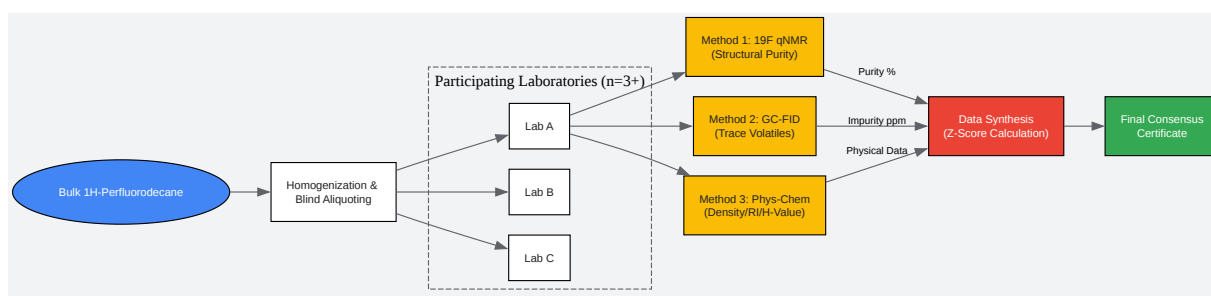 Bulk 1H-Perfluorodecane
Homogenization &
Blind Aliquoting
Participating Laboratories (n=3+)
Lab A
Lab B
Lab C
Method 1: 19F qNMR
(Structural Purity)
Method 2: GC-FID
(Trace Volatiles)
Method 3: Phys-Chem
(Density/RI/H-Value)
Purity %
Impurity ppm
Physical Data
Data Synthesis
(Z-Score Calculation)
Final Consensus
Certificate